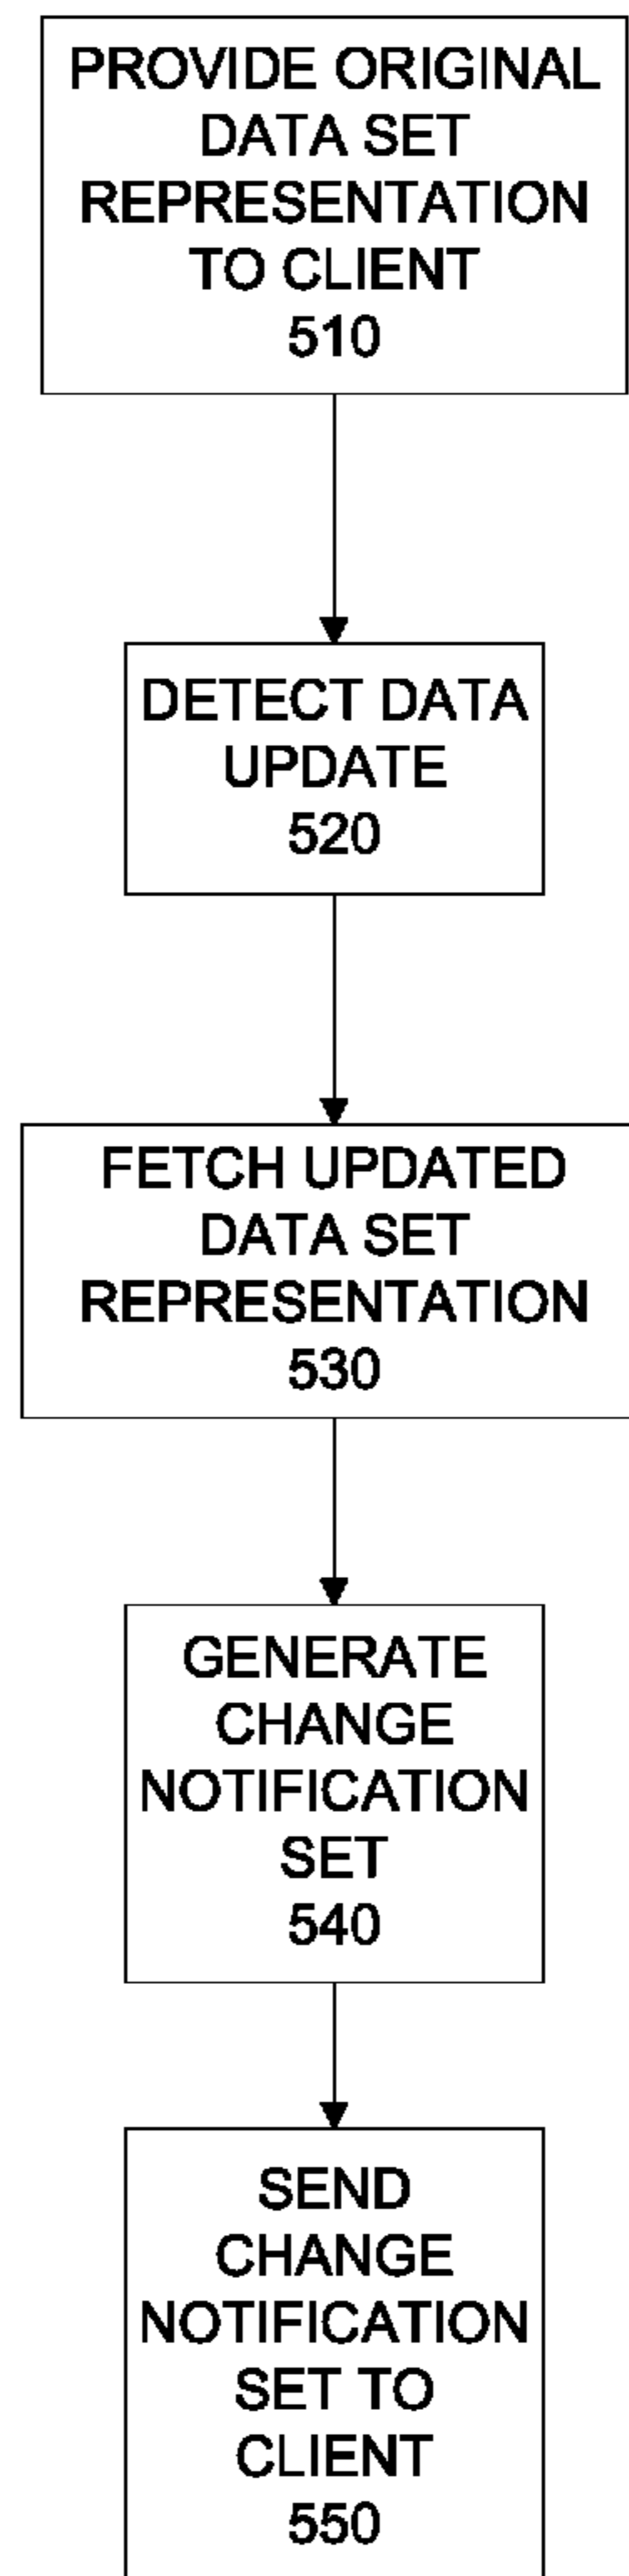 PROVIDE ORIGINAL
DATA SET
REPRESENTATION
TO CLIENT
510
DETECT DATA
UPDATE
520
FETCH UPDATED
DATA SET
REPRESENTATION
530
GENERATE
CHANGE
NOTIFICATION
SET
540
SEND
CHANGE
NOTIFICATION
SET TO
CLIENT
550